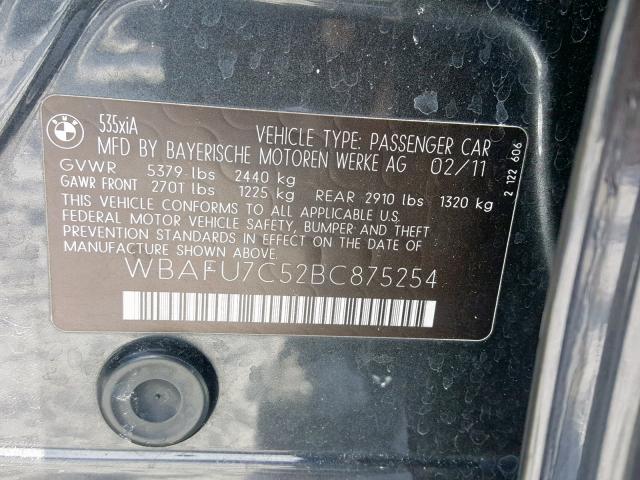 BMW
535xiA
VEHICLE TYPE: PASSENGER CAR
MFD BY BAYERISCHE MOTOREN WERKE AG 02/11
GVWR 5379 lbs 2440 kg
GAWR FRONT 2701 lbs 1225 kg REAR 2910 lbs 1320 kg
THIS VEHICLE CONFORMS TO ALL APPLICABLE U.S.
FEDERAL MOTOR VEHICLE SAFETY, BUMPER AND THEFT
PREVENTION STANDARDS IN EFFECT ON THE DATE OF
MANUFACTURE SHOWN ABOVE.
WBAFU7C52BC875254
2 122 606